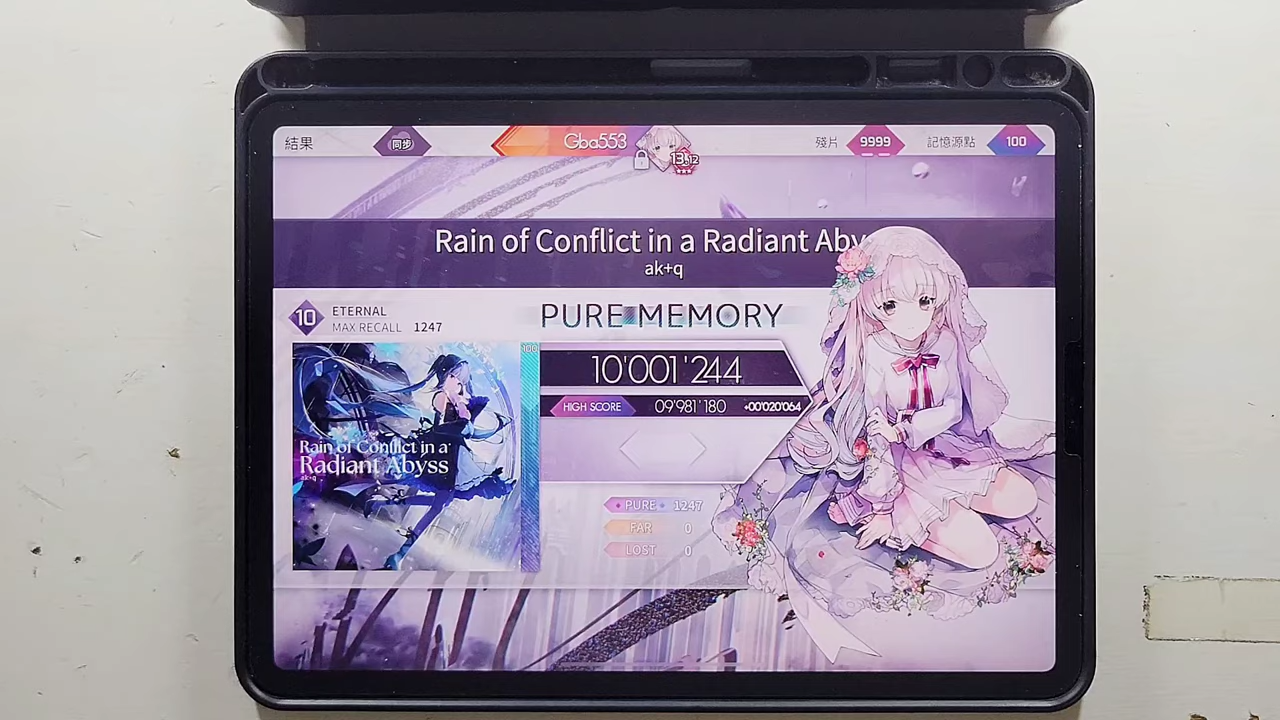 結果
同步
Gba553
13.12
殘片
9999
記憶源點
100
Rain of Conflict in a Radiant Aby
ak+q
10
ETERNAL
MAX RECALL 1247
PURE MEMORY
100
10'001'244
HIGH SCORE 09'981'180 +00'020'064
Rain of Conflict in a
Radiant Abyss
ak+q
PURE 1247
FAR 0
LOST 0